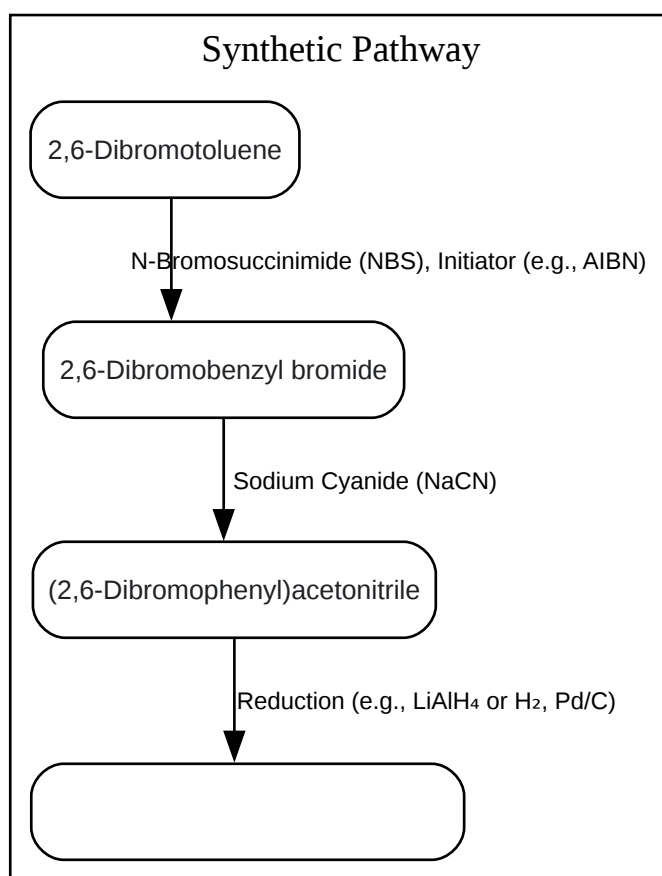 Synthetic Pathway
2,6-Dibromotoluene
N-Bromosuccinimide (NBS), Initiator (e.g., AIBN)
2,6-Dibromobenzyl bromide
Sodium Cyanide (NaCN)
(2,6-Dibromophenyl)acetonitrile
Reduction (e.g., LiAlH₄ or H₂, Pd/C)